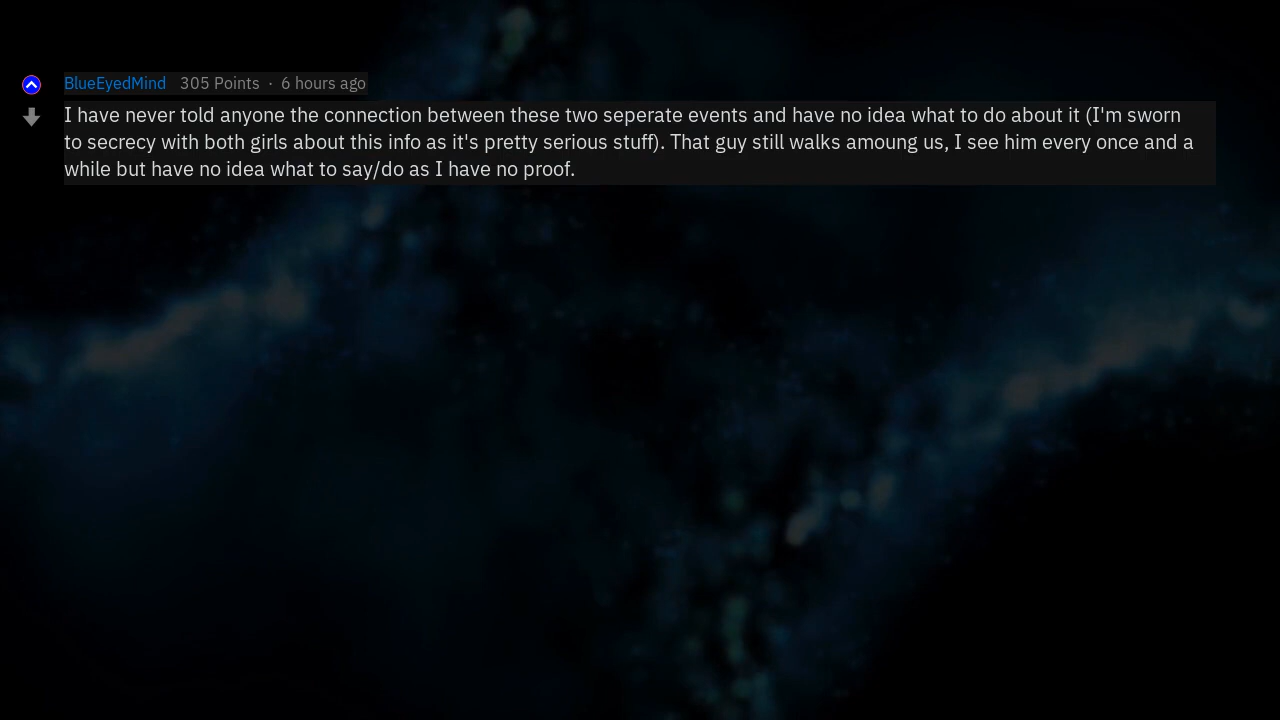 BlueEyedMind 305 Points · 6 hours ago
I have never told anyone the connection between these two seperate events and have no idea what to do about it (I'm sworn
to secrecy with both girls about this info as it's pretty serious stuff). That guy still walks amoung us, I see him every once and a
while but have no idea what to say/do as I have no proof.